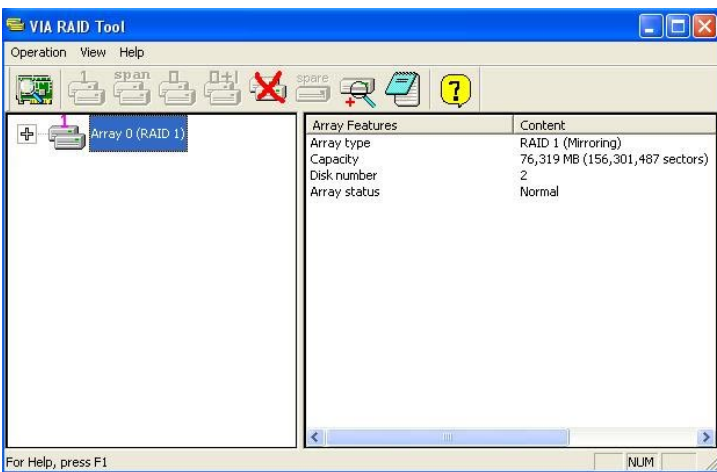 VIA RAID Tool
Operation View Help
1 span spare ?
1
Array 0 (RAID 1)
Array Features Content
Array type RAID 1 (Mirroring)
Capacity 76,319 MB (156,301,487 sectors)
Disk number 2
Array status Normal
For Help, press F1 NUM